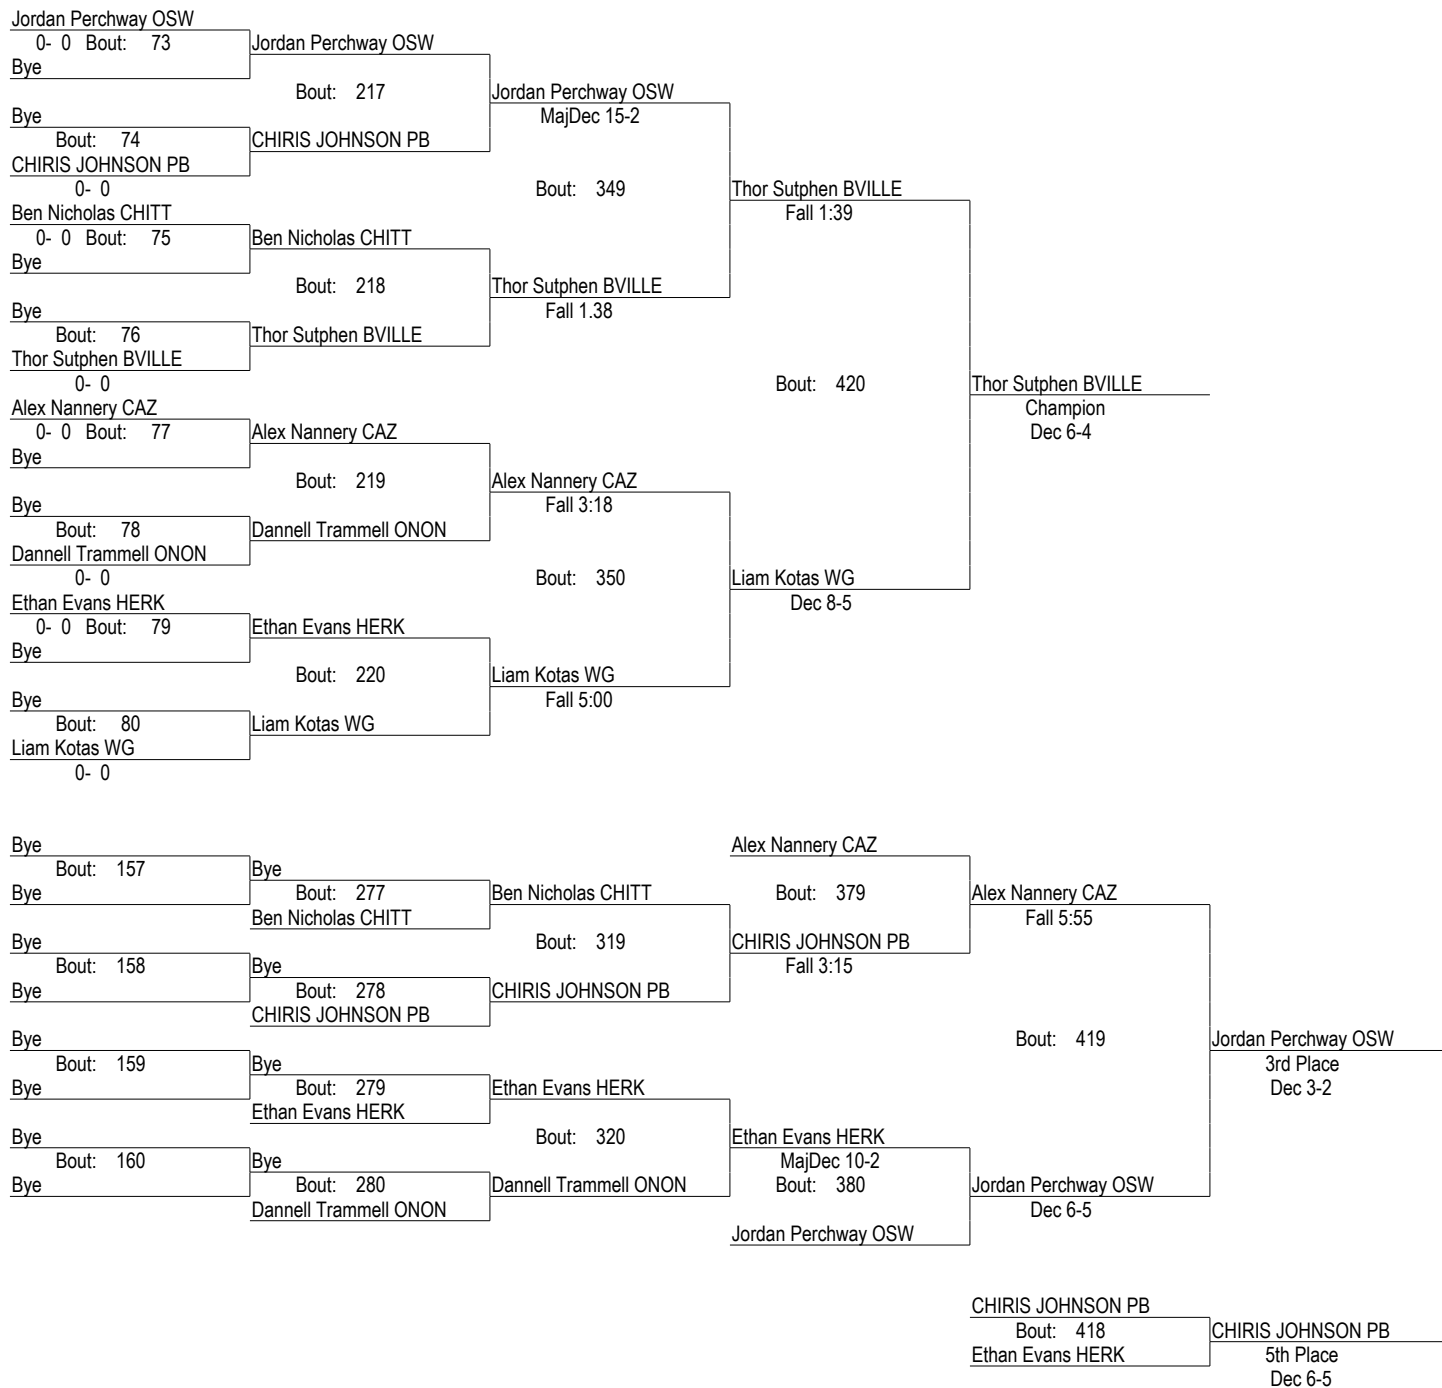 Jordan Perchway OSW
0- 0 Bout: 73
Jordan Perchway OSW
Bye
Bout: 217
Jordan Perchway OSW
Bye
MajDec 15-2
Bout: 74
CHIRIS JOHNSON PB
CHIRIS JOHNSON PB
0- 0
Bout: 349
Thor Sutphen BVILLE
Ben Nicholas CHITT
Fall 1:39
0- 0 Bout: 75
Ben Nicholas CHITT
Bye
Bout: 218
Thor Sutphen BVILLE
Bye
Fall 1.38
Bout: 76
Thor Sutphen BVILLE
Thor Sutphen BVILLE
0- 0
Bout: 420
Thor Sutphen BVILLE
Alex Nannery CAZ
Champion
0- 0 Bout: 77
Alex Nannery CAZ
Dec 6-4
Bye
Bout: 219
Alex Nannery CAZ
Bye
Fall 3:18
Bout: 78
Dannell Trammell ONON
Dannell Trammell ONON
0- 0
Bout: 350
Liam Kotas WG
Ethan Evans HERK
Dec 8-5
0- 0 Bout: 79
Ethan Evans HERK
Bye
Bout: 220
Liam Kotas WG
Bye
Fall 5:00
Bout: 80
Liam Kotas WG
Liam Kotas WG
0- 0
Bye
Alex Nannery CAZ
Bout: 157
Bye
Bye
Bout: 277
Ben Nicholas CHITT
Bout: 379
Alex Nannery CAZ
Ben Nicholas CHITT
Fall 5:55
Bye
Bout: 319
CHIRIS JOHNSON PB
Bout: 158
Bye
Fall 3:15
Bye
Bout: 278
CHIRIS JOHNSON PB
CHIRIS JOHNSON PB
Bye
Bout: 419
Jordan Perchway OSW
Bout: 159
Bye
3rd Place
Bye
Bout: 279
Ethan Evans HERK
Dec 3-2
Ethan Evans HERK
Bye
Bout: 320
Ethan Evans HERK
Bout: 160
Bye
MajDec 10-2
Bye
Bout: 280
Dannell Trammell ONON
Bout: 380
Jordan Perchway OSW
Dannell Trammell ONON
Dec 6-5
Jordan Perchway OSW
CHIRIS JOHNSON PB
Bout: 418
CHIRIS JOHNSON PB
Ethan Evans HERK
5th Place
Dec 6-5